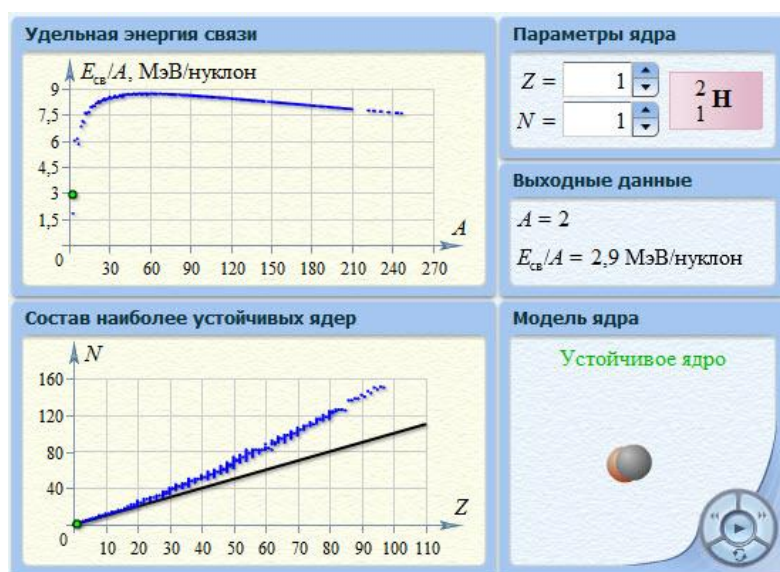 Удельная энергия связи
E св/A, МэВ/нуклон
9
7,5
6
4,5
3
1,5
0
30 60 90 120 150 180 210 240 270
A
Состав наиболее устойчивых ядер
N
160
120
80
40
0
10 20 30 40 50 60 70 80 90 100 110
Z
Параметры ядра
Z = 1
N = 1
2
1 H
Выходные данные
A = 2
E св/A = 2,9 МэВ/нуклон
Модель ядра
Устойчивое ядро